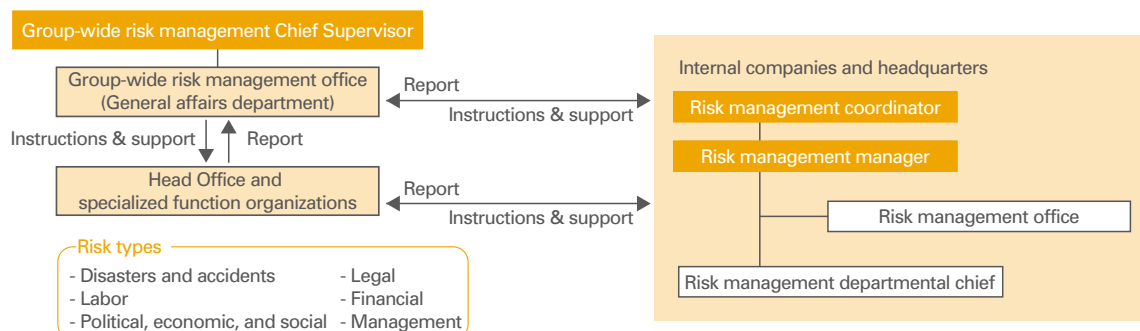 Group-wide risk management Chief Supervisor
Group-wide risk management office
(General affairs department)
Instructions & support
Report
Head Office and
specialized function organizations
Report
Instructions & support
Report
Instructions & support
Risk types
- Disasters and accidents
- Labor
- Political, economic, and social
- Legal
- Financial
- Management
Internal companies and headquarters
Risk management coordinator
Risk management manager
Risk management office
Risk management departmental chief